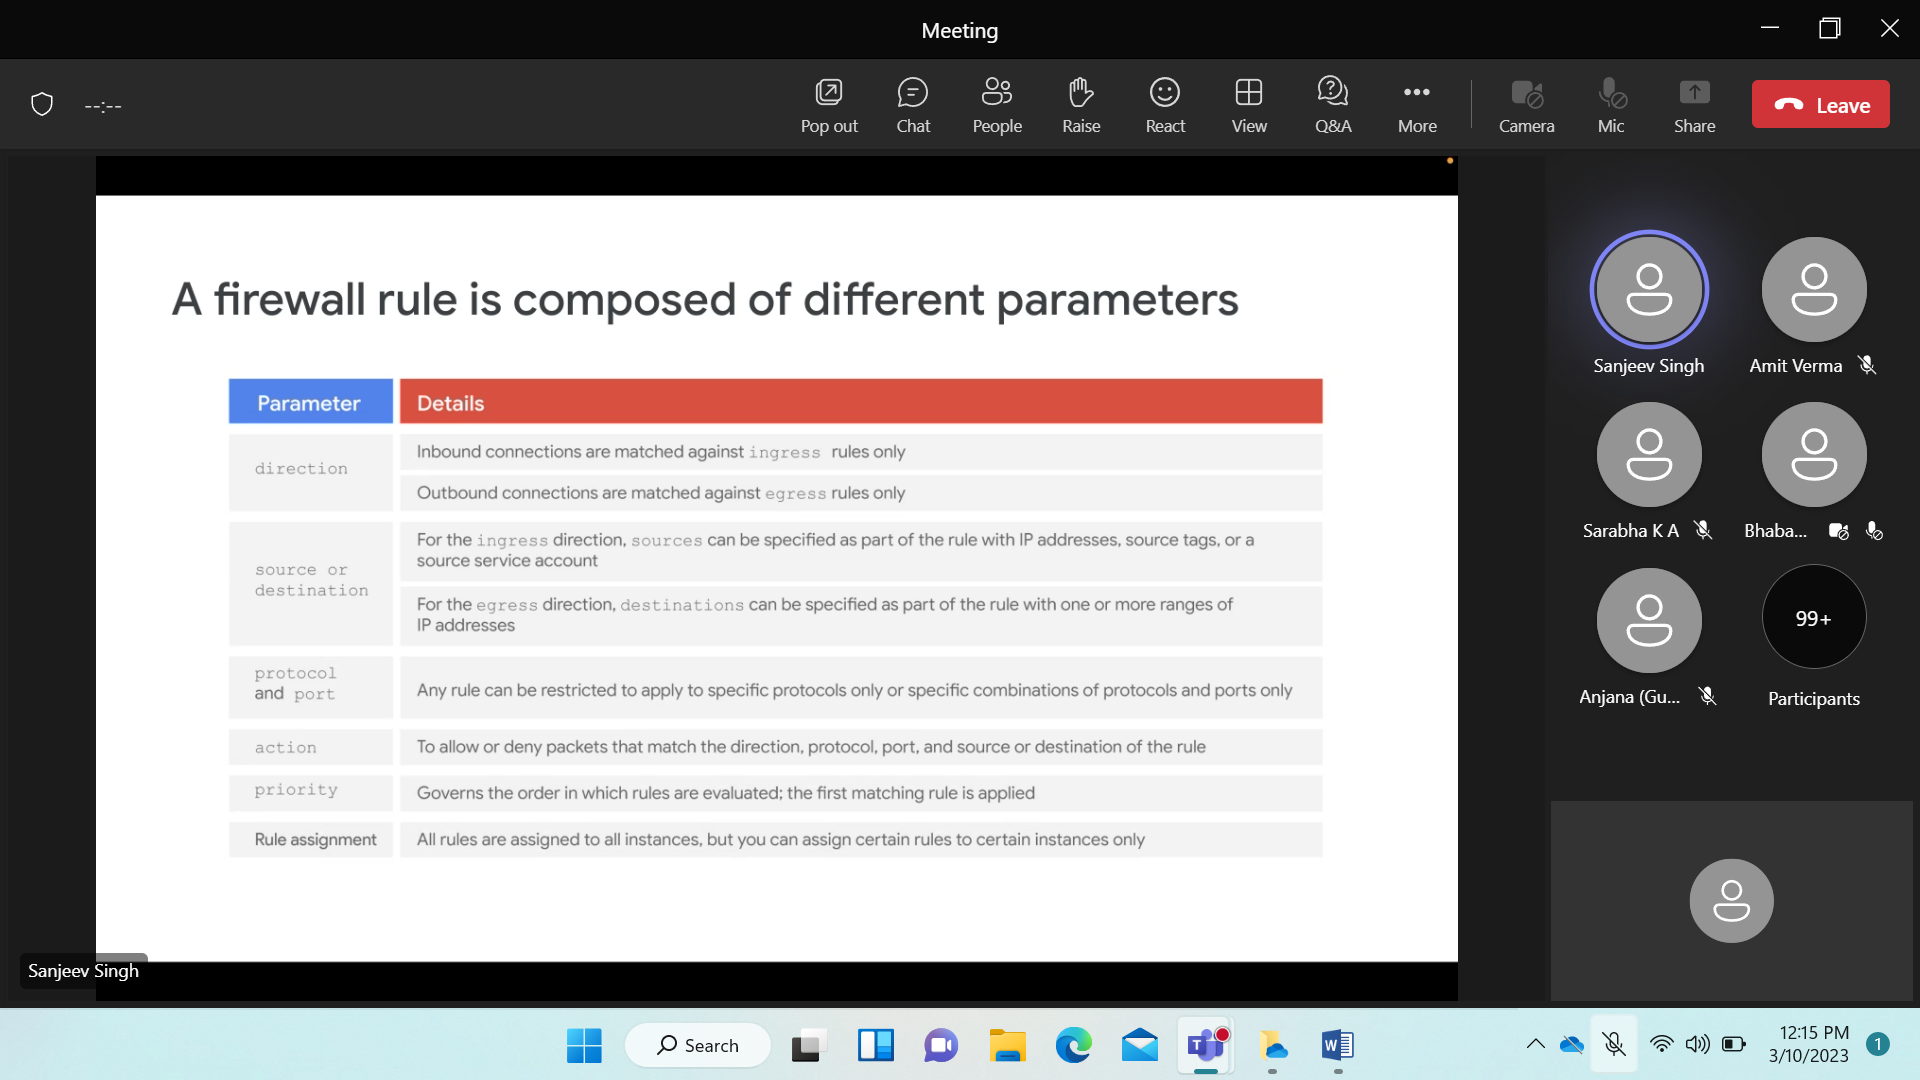 Meeting
--:--
Pop out
Chat
People
Raise
React
View
Q&A
More
Camera
Mic
Share
Leave
A firewall rule is composed of different parameters
Parameter
Details
direction
Inbound connections are matched against ingress rules only
Outbound connections are matched against egress rules only
source or
destination
For the ingress direction, sources can be specified as part of the rule with IP addresses, source tags, or a
source service account
For the egress direction, destinations can be specified as part of the rule with one or more ranges of
IP addresses
protocol
and port
Any rule can be restricted to apply to specific protocols only or specific combinations of protocols and ports only
action
To allow or deny packets that match the direction, protocol, port, and source or destination of the rule
priority
Governs the order in which rules are evaluated; the first matching rule is applied
Rule assignment
All rules are assigned to all instances, but you can assign certain rules to certain instances only
Sanjeev Singh
Sanjeev Singh
Amit Verma
Sarabha K A
Bhaba...
Anjana (Gu...
99+
Participants
Search
T
W
12:15 PM
3/10/2023
1